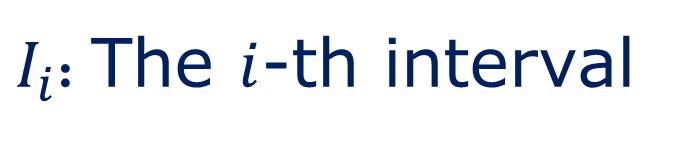 Iᵢ: The i-th interval